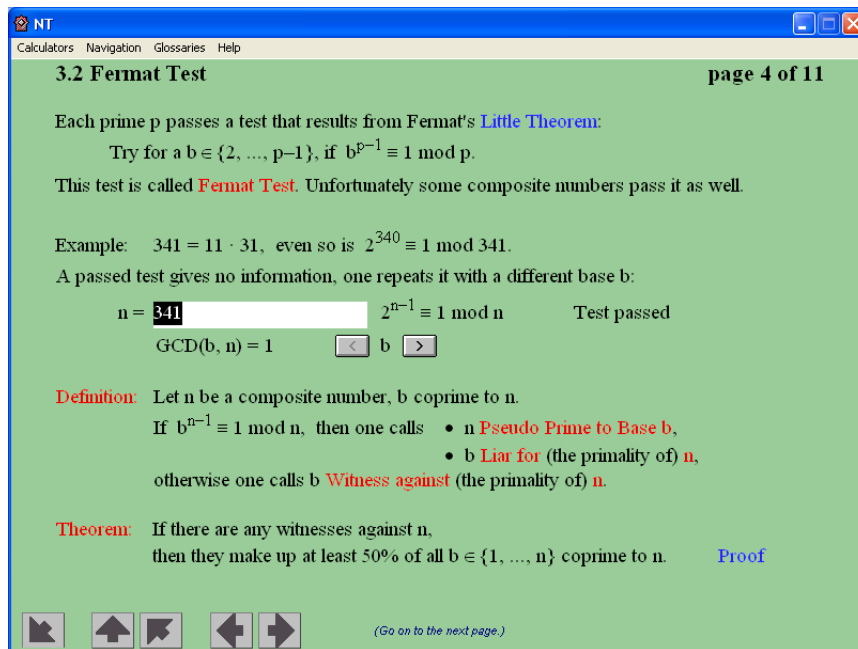 NT
Calculators Navigation Glossaries Help
3.2 Fermat Test page 4 of 11
Each prime p passes a test that results from Fermat's Little Theorem:
Try for a b ∈ {2, ..., p–1}, if b^{p–1} ≡ 1 mod p.
This test is called Fermat Test. Unfortunately some composite numbers pass it as well.
Example: 341 = 11 · 31, even so is 2^{340} ≡ 1 mod 341.
A passed test gives no information, one repeats it with a different base b:
n = 341 2^{n–1} ≡ 1 mod n Test passed
GCD(b, n) = 1 < b >
Definition: Let n be a composite number, b coprime to n.
If b^{n–1} ≡ 1 mod n, then one calls • n Pseudo Prime to Base b,
• b Liar for (the primality of) n,
otherwise one calls b Witness against (the primality of) n.
Theorem: If there are any witnesses against n,
then they make up at least 50% of all b ∈ {1, ..., n} coprime to n. Proof
(Go on to the next page.)